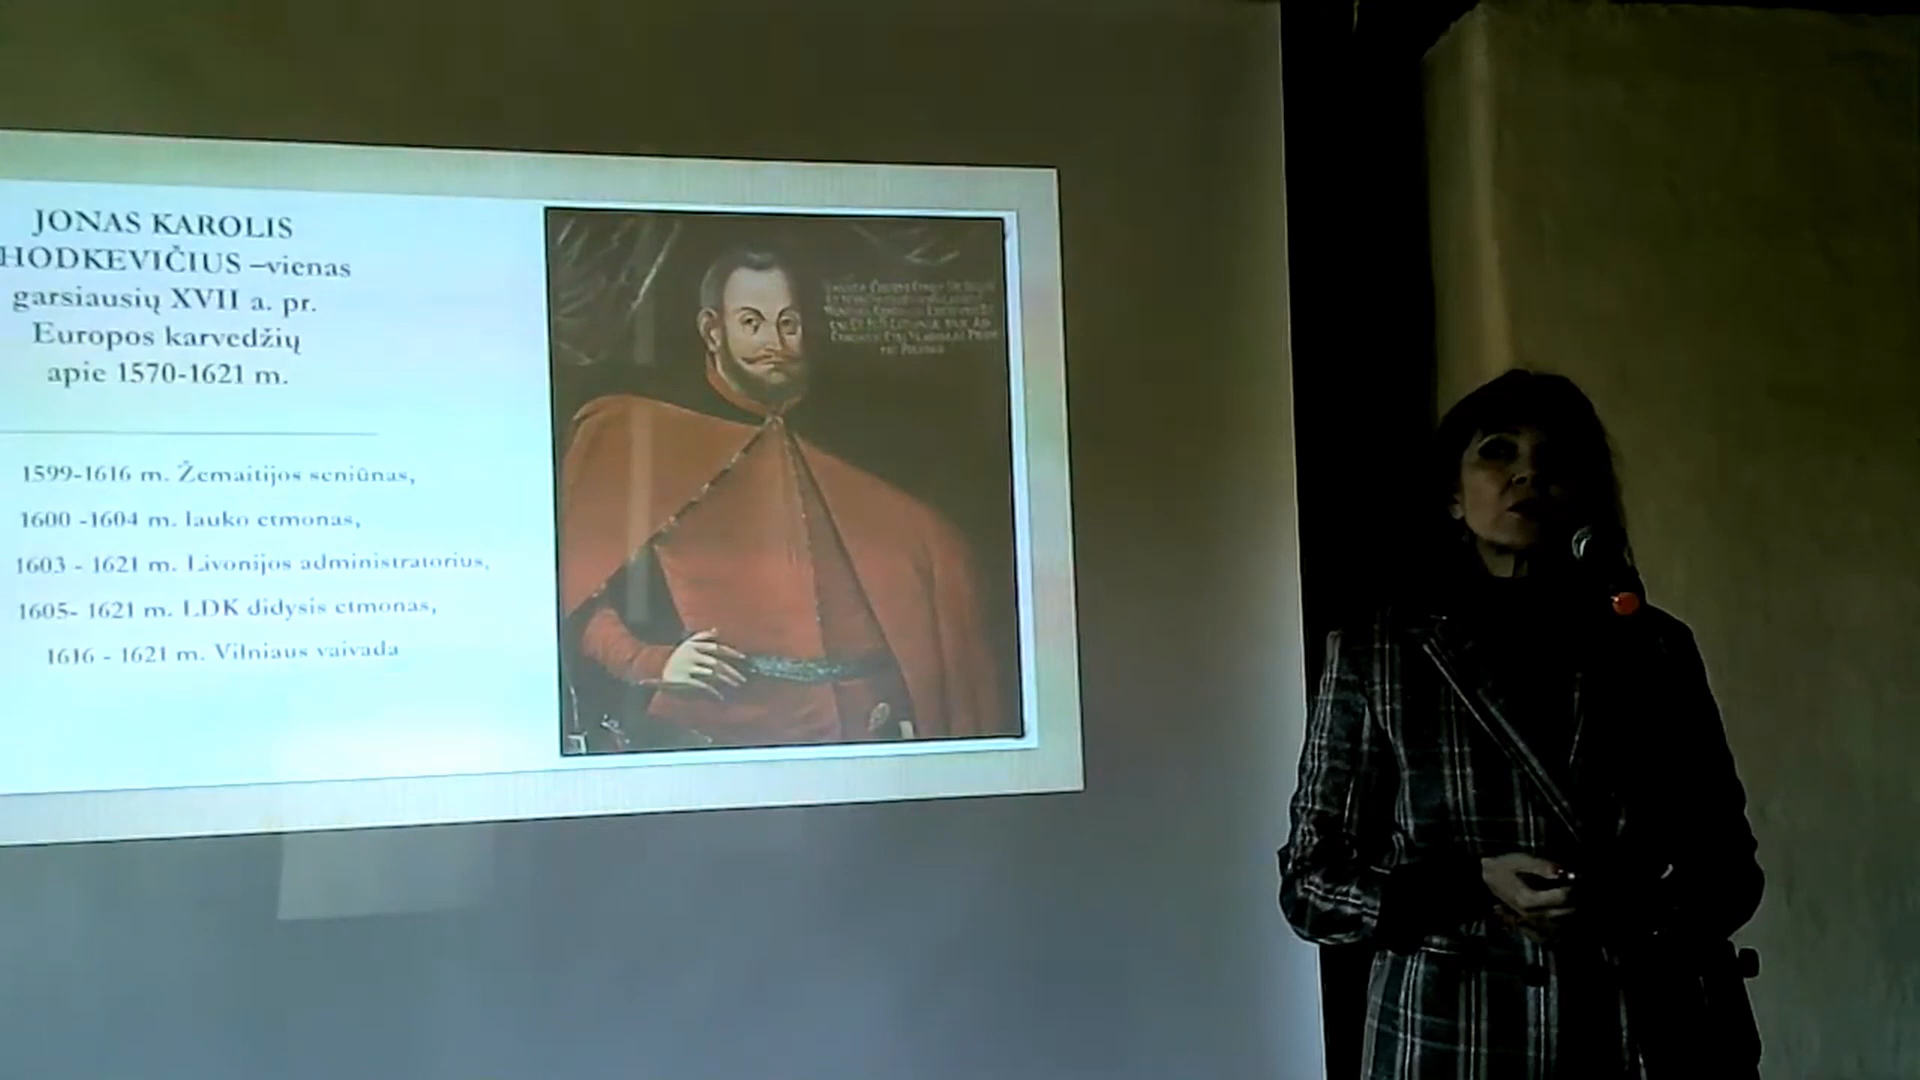 JONAS KAROLIS
HODKEVIČIUS –vienas
garsiausių XVII a. pr.
Europos karvedžių
apie 1570-1621 m.
1599-1616 m. Žemaitijos seniūnas,
1600 -1604 m. lauko etmonas,
1603 - 1621 m. Livonijos administratorius,
1605- 1621 m. LDK didysis etmonas,
1616 - 1621 m. Vilniaus vaivada